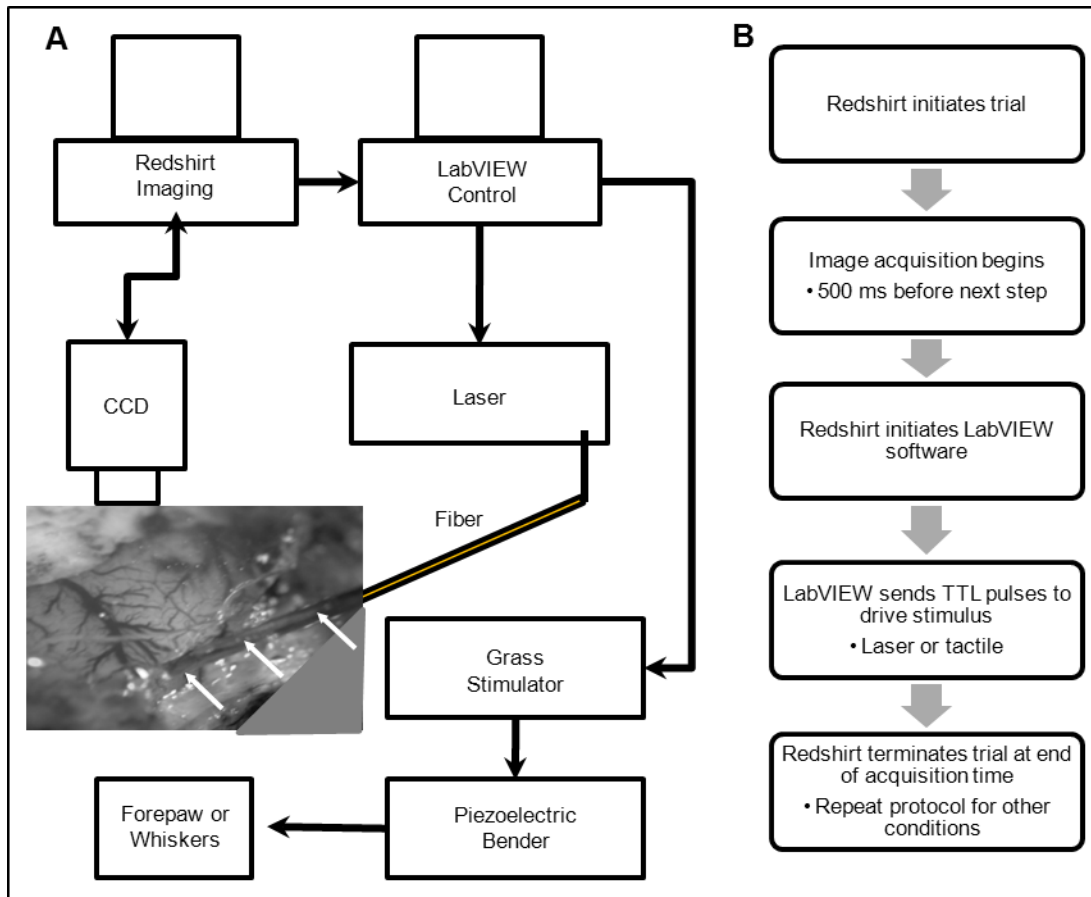 A
Redshirt
Imaging
LabVIEW
Control
CCD
Laser
Fiber
Grass
Stimulator
Piezoelectric
Bender
Forepaw or
Whiskers
B
Redshirt initiates trial
Image acquisition begins
• 500 ms before next step
Redshirt initiates LabVIEW
software
LabVIEW sends TTL pulses to
drive stimulus
• Laser or tactile
Redshirt terminates trial at end
of acquisition time
• Repeat protocol for other
conditions